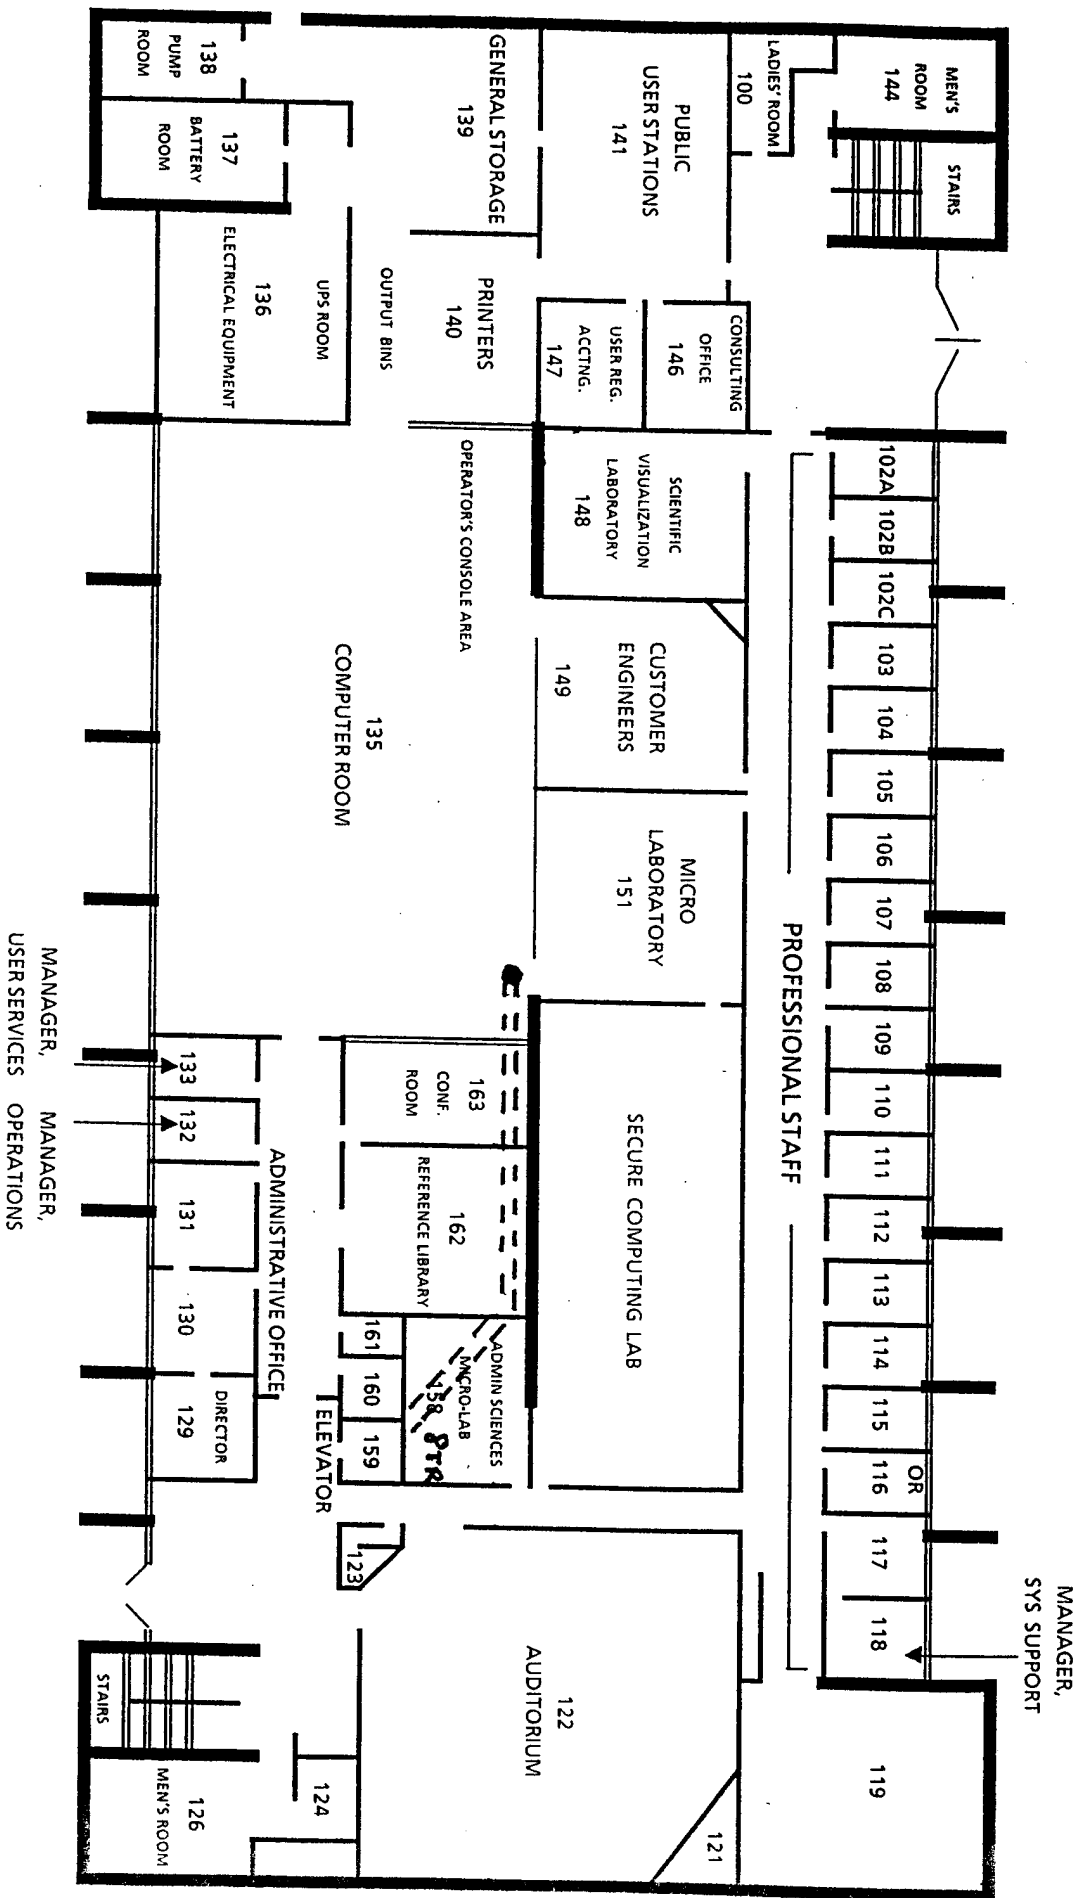 MEN'S
ROOM
144
STAIRS
LADIES' ROOM
100
PUBLIC
USER STATIONS
141
GENERAL STORAGE
139
138
PUMP
ROOM
137
BATTERY
ROOM
136
ELECTRICAL EQUIPMENT
UPS ROOM
OUTPUT BINS
PRINTERS
140
CONSULTING
OFFICE
146
USER REG.
ACCTNG.
147
SCIENTIFIC
VISUALIZATION
LABORATORY
148
OPERATOR'S CONSOLE AREA
CUSTOMER
ENGINEERS
149
135
COMPUTER ROOM
MICRO
LABORATORY
151
PROFESSIONAL STAFF
102A
102B
102C
103
104
105
106
107
108
109
110
111
112
113
114
115
OR
116
117
118
MANAGER,
SYS SUPPORT
119
SECURE COMPUTING LAB
163
CONF.
ROOM
162
REFERENCE LIBRARY
ADMIN SCIENCES
MICRO-LAB
158
PTR
161
160
159
ADMINISTRATIVE OFFICE
ELEVATOR
133
132
131
130
DIRECTOR
129
MANAGER,
USER SERVICES
MANAGER,
OPERATIONS
123
122
AUDITORIUM
121
124
STAIRS
126
MEN'S ROOM